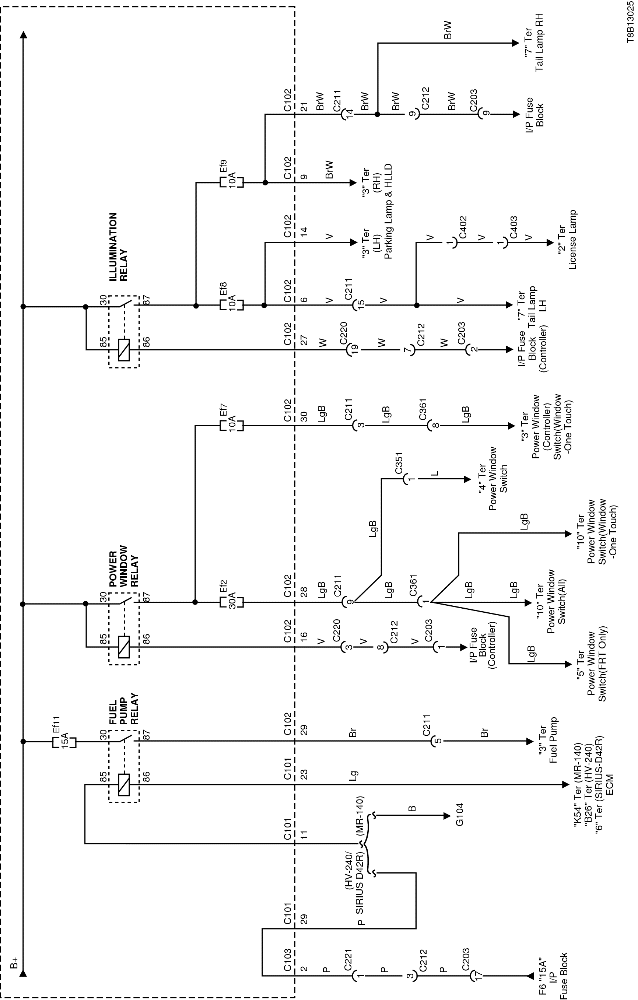 T8B13025
B+
FUEL
PUMP
RELAY
POWER
WINDOW
RELAY
ILLUMINATION
RELAY
Ef11
15A
85
30
86
87
85
30
86
87
85
30
86
87
Ef2
30A
Ef7
10A
Ef8
10A
Ef9
10A
C103
2
P
C221
1
P
C212
3
P
C203
17
F6 "15A"
I/P
Fuse Block
C101
29
P
(HV-240/
SIRIUS D42R)
C101
11
(MR-140)
B
G104
C101
23
Lg
"K54" Ter (MR-140)
"B26" Ter (HV-240)
"6" Ter (SIRIUS-D42R)
ECM
C102
29
Br
C211
5
Br
"3" Ter
Fuel Pump
C102
16
V
C220
3
V
C212
8
V
C203
1
I/P Fuse
Block
(Controller)
C102
28
LgB
C211
9
LgB
LgB
C361
1
LgB
LgB
LgB
"5" Ter
Power Window
Switch(FRT Only)
"10" Ter
Power Window
Switch(All)
"10" Ter
Power Window
Switch(Window
-One Touch)
C351
1
L
"4" Ter
Power Window
Switch
C102
30
LgB
C211
3
LgB
C361
8
LgB
"3" Ter
Power Window
(Controller)
Switch(Window
-One Touch)
C102
27
W
C220
19
W
C212
7
W
C203
2
I/P Fuse
Block
(Controller)
C102
6
V
C211
15
V
V
"7" Ter
Tail Lamp
LH
V
C402
1
V
C403
1
"2" Ter
License Lamp
C102
14
V
"3" Ter
(LH)
Parking Lamp & HLLD
C102
9
BrW
"3" Ter
(RH)
C102
21
BrW
C211
14
BrW
BrW
C212
9
BrW
C203
9
I/P Fuse
Block
BrW
"7" Ter
Tail Lamp RH